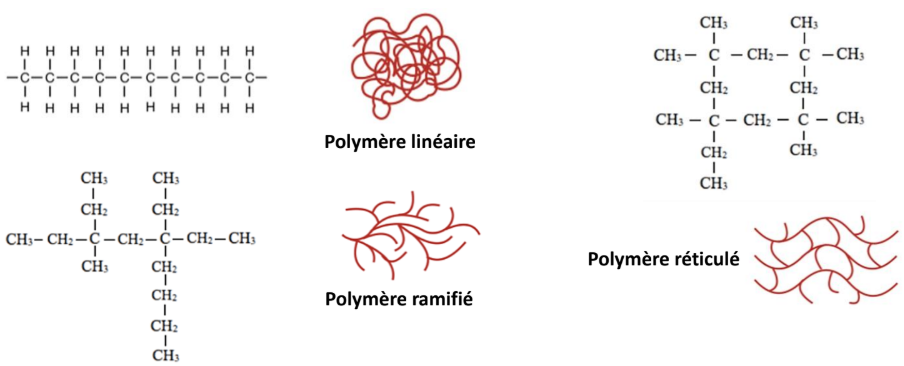 H H H H H H H H H H
–C–C–C–C–C–C–C–C–C–C–
H H H H H H H H H H
Polymère linéaire
CH₃ CH₃
CH₃– C – CH₂ – C – CH₃
CH₂ CH₂
CH₃ – C – CH₂ – C – CH₃
CH₂ CH₃
CH₃
CH₃ CH₃
CH₂ CH₂
CH₃– CH₂ – C – CH₂ – C – CH₂ –CH₃
CH₃ CH₂
CH₂
CH₂
CH₃
Polymère ramifié
Polymère réticulé